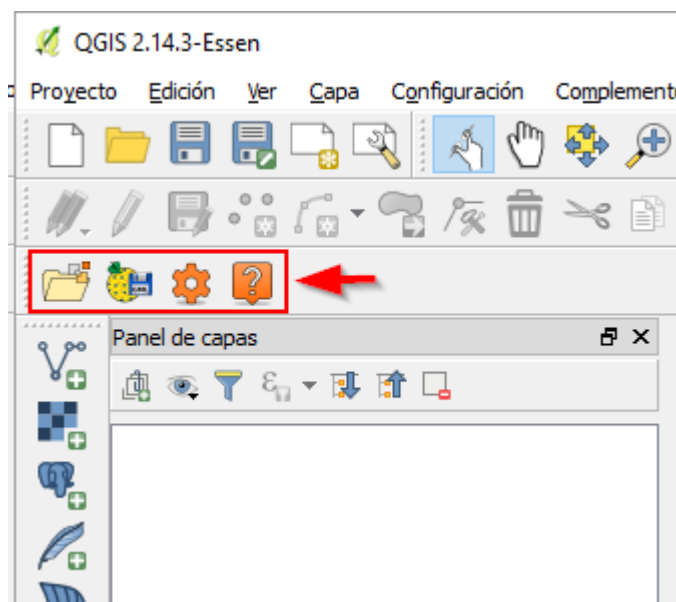 QGIS 2.14.3-Essen
Proyecto Edición Ver Capa Configuración Complement
Panel de capas